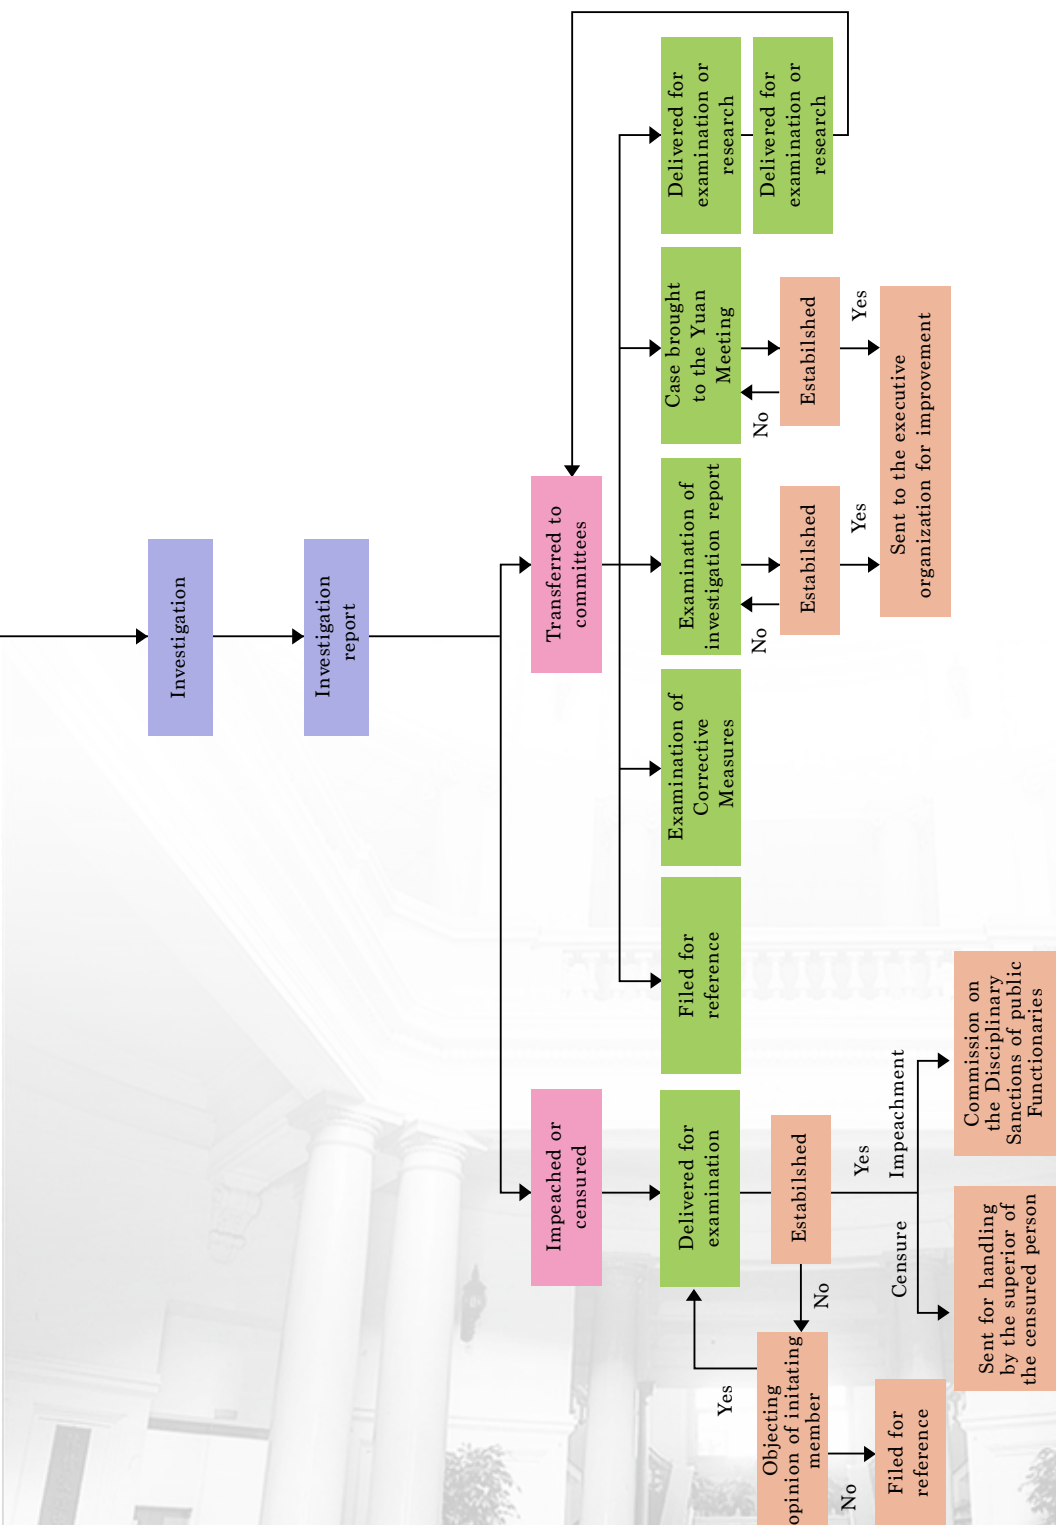 Investigation
Investigation
report
Transferred to
committees
Impeached or
censured
Delivered for
examination or
research
Delivered for
examination or
research
Case brought
to the Yuan
Meeting
No
Estabilshed
Yes
Examination of
investigation report
No
Estabilshed
Yes
Sent to the executive
organization for improvement
Examination of
Corrective
Measures
Filed for
reference
Delivered for
examination
Estabilshed
Yes
Impeachment
Commission on
the Disciplinary
Sanctions of public
Functionaries
Censure
Sent for handling
by the superior of
the censured person
No
Objecting
opinion of initating
member
Yes
No
Filed for
reference